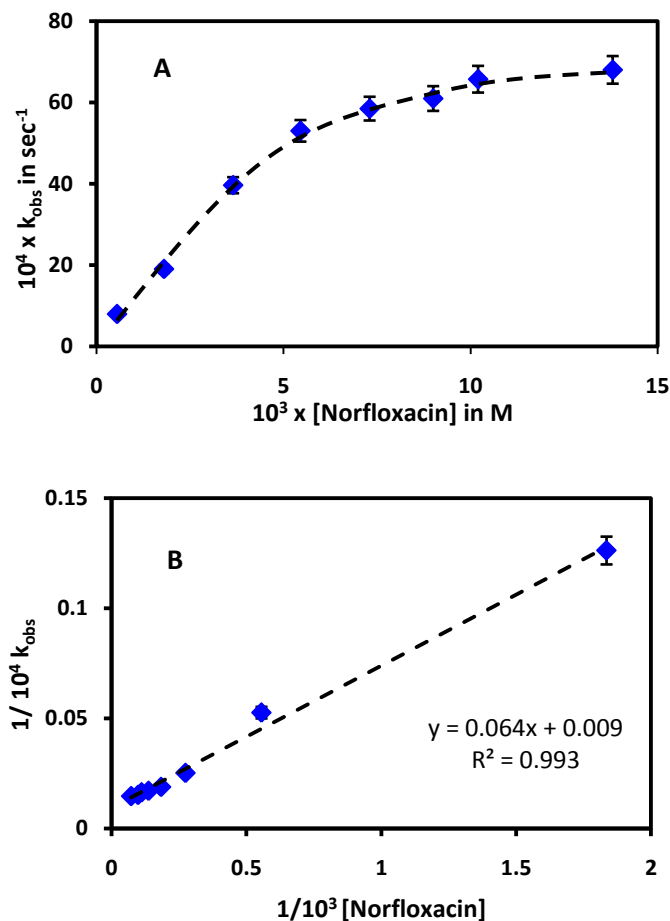 A
80
60
40
20
0
0 5 10 15
10⁴ x k_obs in sec⁻¹
10³ x [Norfloxacin] in M
B
0.15
0.1
0.05
0
0 0.5 1 1.5 2
1/ 10⁴ k_obs
y = 0.064x + 0.009
R² = 0.993
1/10³ [Norfloxacin]